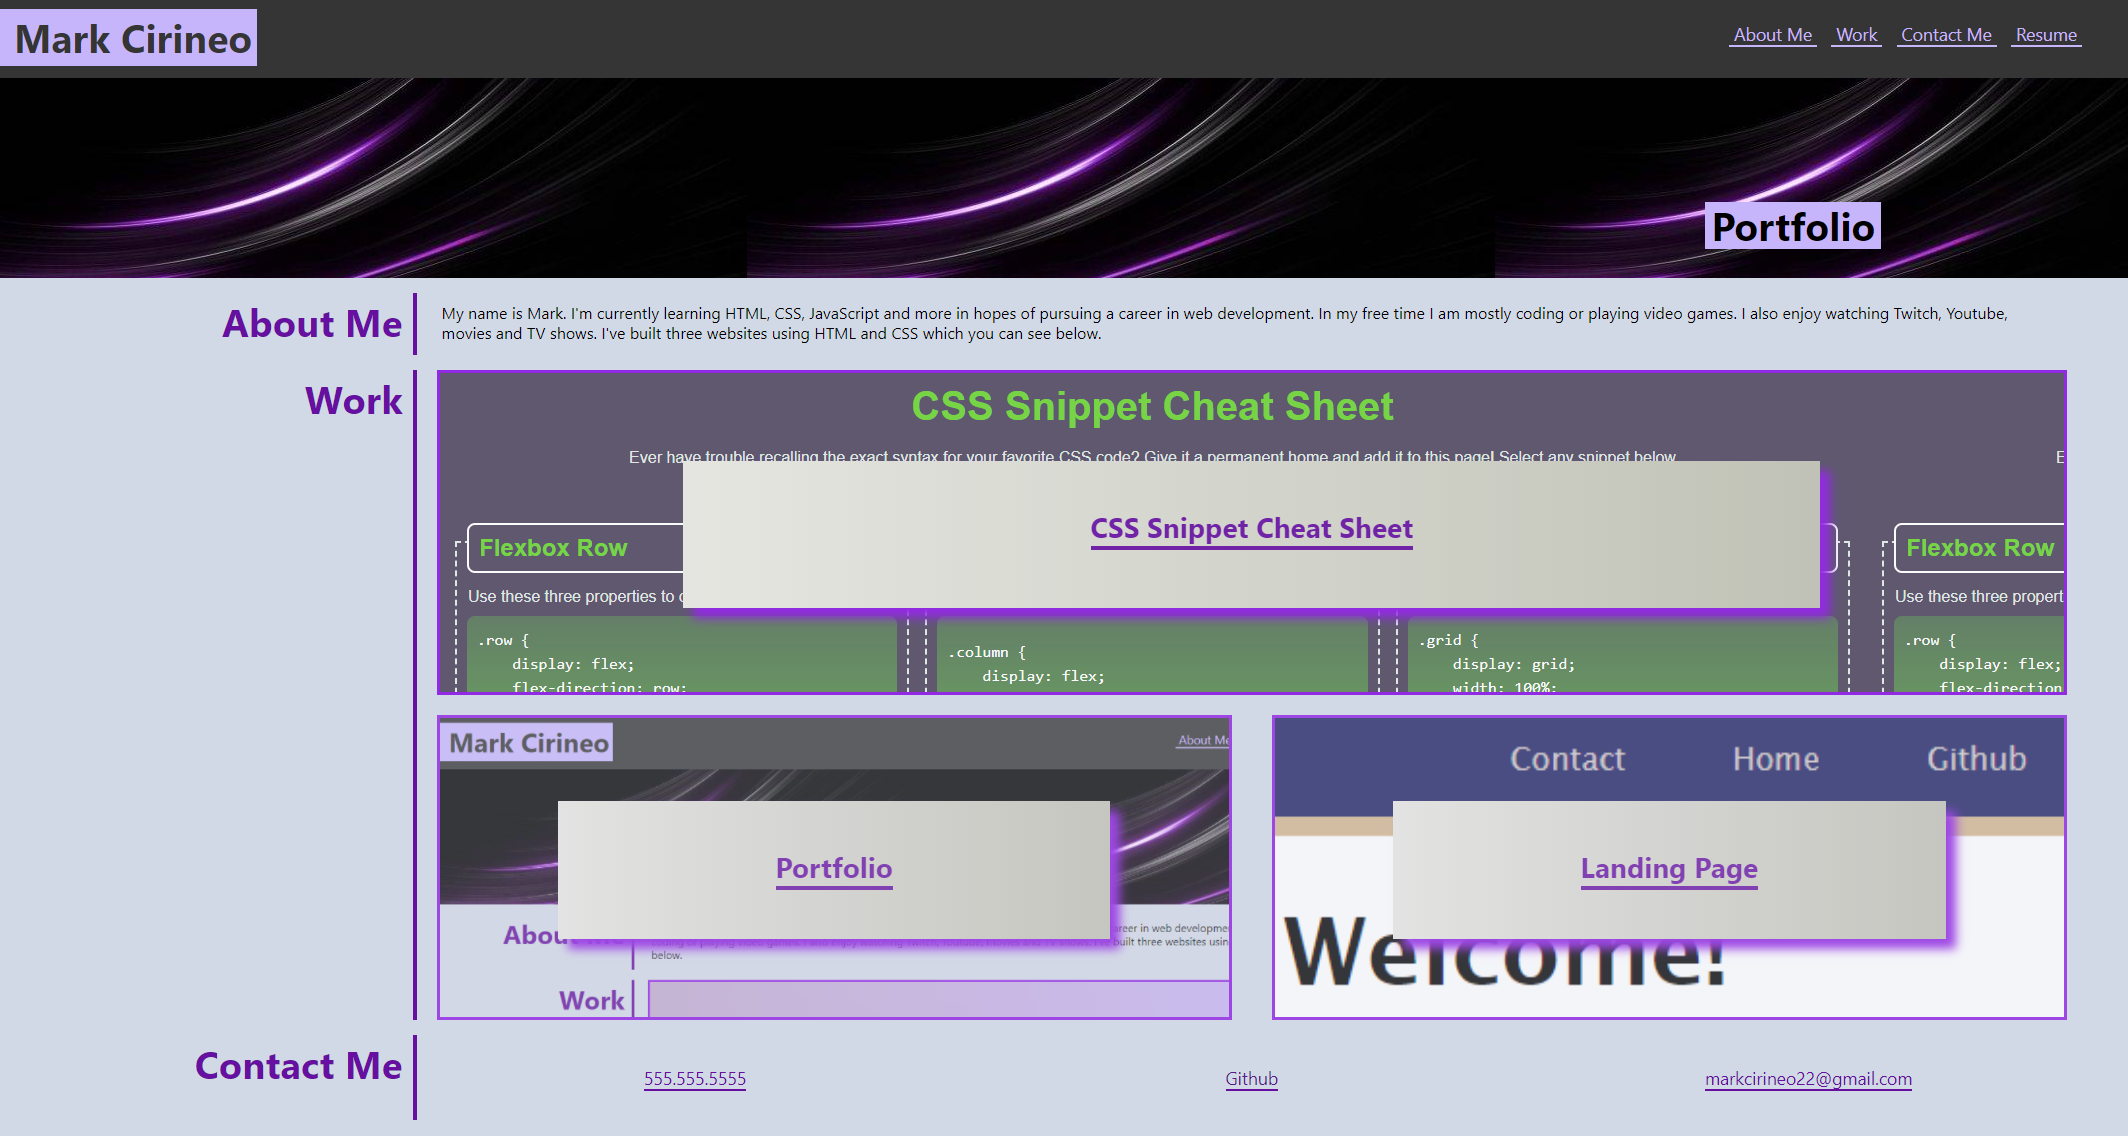 Mark Cirineo
About Me Work Contact Me Resume
Portfolio
About Me
My name is Mark. I'm currently learning HTML, CSS, JavaScript and more in hopes of pursuing a career in web development. In my free time I am mostly coding or playing video games. I also enjoy watching Twitch, Youtube,
movies and TV shows. I've built three websites using HTML and CSS which you can see below.
Work
CSS Snippet Cheat Sheet
Ever have trouble recalling the exact syntax for your favorite CSS code? Give it a permanent home and add it to this page! Select any snippet below
E
CSS Snippet Cheat Sheet
Flexbox Row
Flexbox Row
Use these three properties to
Use these three propert
.row {
display: flex;
flex-direction: row;
.column {
display: flex;
.grid {
display: grid;
width: 100%;
.row {
display: flex;
flex-direction
Mark Cirineo
About Me
Portfolio
About Me
career in web developmen
built three websites usin
below.
Work
Contact Home Github
Landing Page
Welcome!
Contact Me
555.555.5555
Github
markcirineo22@gmail.com